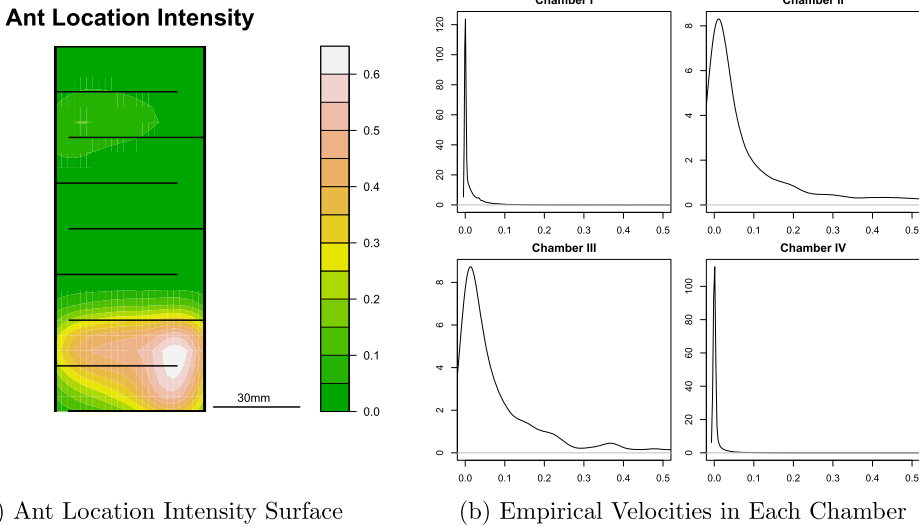 Ant Location Intensity
0.6
0.5
0.4
0.3
0.2
0.1
0.0
30mm
) Ant Location Intensity Surface
Chamber I
120
100
80
60
40
20
0
0.0 0.1 0.2 0.3 0.4 0.5
Chamber II
8
6
4
2
0
0.0 0.1 0.2 0.3 0.4 0.5
Chamber III
8
6
4
2
0
0.0 0.1 0.2 0.3 0.4 0.5
Chamber IV
100
80
60
40
20
0
0.0 0.1 0.2 0.3 0.4 0.5
(b) Empirical Velocities in Each Chamber